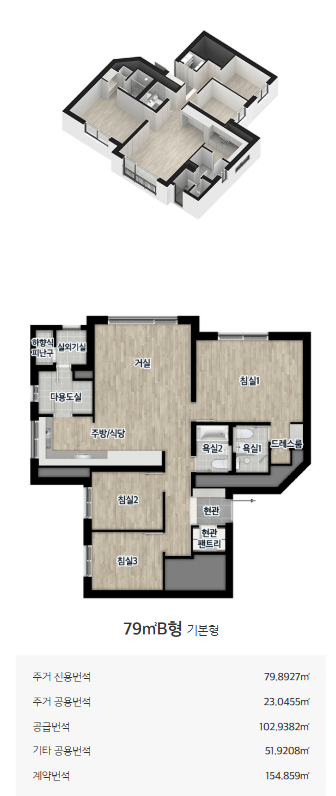 하향식
피난구
실외기실
거실
침실1
다용도실
주방/식당
욕실2
욕실1
드레스룸
침실2
현관
현관
팬트리
침실3
79㎡B형 기본형
주거 전용면적 79.8927㎡
주거 공용면적 23.0455㎡
공급면적 102.9382㎡
기타 공용면적 51.9208㎡
계약면적 154.859㎡